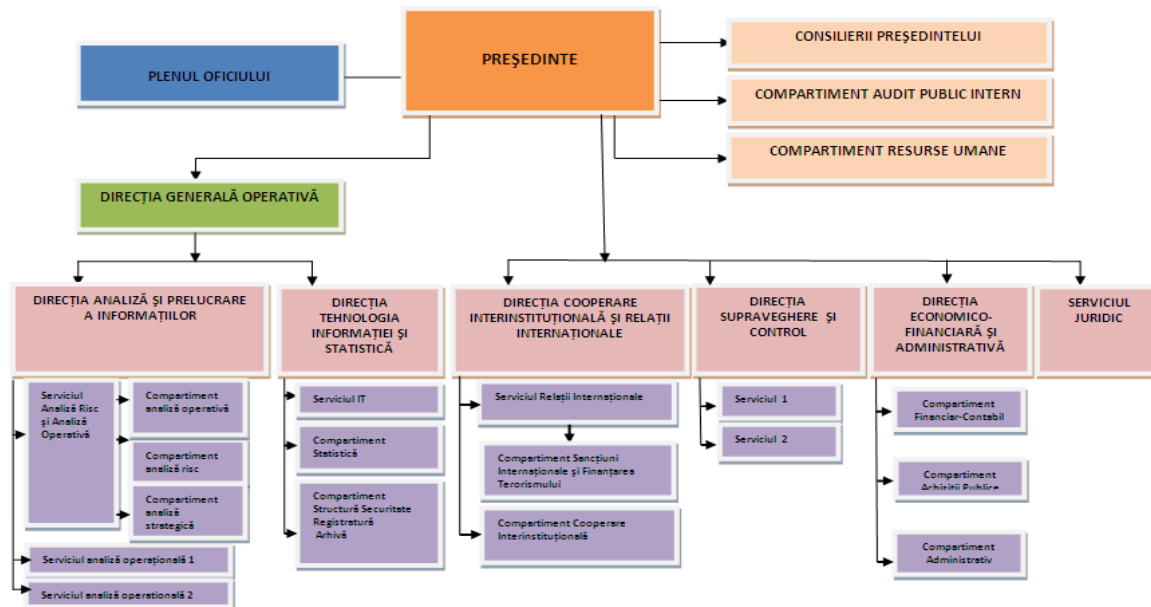 PLENUL OFICIULUI
PREŞEDINTE
CONSILIERII PREŞEDINTELUI
COMPARTIMENT AUDIT PUBLIC INTERN
COMPARTIMENT RESURSE UMANE
DIRECȚIA GENERALĂ OPERATIVĂ
DIRECȚIA ANALIZĂ ŞI PRELUCRARE
A INFORMAȚIILOR
DIRECȚIA
TEHNOLOGIA
INFORMAȚIEI ŞI
STATISTICĂ
DIRECȚIA COOPERARE
INTERINSTITUȚIONALĂ ŞI RELAȚII
INTERNAȚIONALE
DIRECȚIA
SUPRAVEGHERE ŞI
CONTROL
DIRECȚIA
ECONOMICO-
FINANCIARĂ ŞI
ADMINISTRATIVĂ
SERVICIUL
JURIDIC
Serviciul
Analiză Risc
şi Analiză
Operativă
Compartiment
analiză operativă
Compartiment
analiză risc
Compartiment
analiză
strategică
Serviciul analiză operațională 1
Serviciul analiză operatională 2
Serviciul IT
Compartiment
Statistică
Compartiment
Structură Securitate
Registratură
Arhivă
Serviciul Relații Internaționale
Compartiment Sancțiuni
Internaționale şi Finanțarea
Terorismului
Compartiment Cooperare
Interinstituțională
Serviciul 1
Serviciul 2
Compartiment
Financiar-Contabil
Compartiment
Achiziții Publice
Compartiment
Administrativ